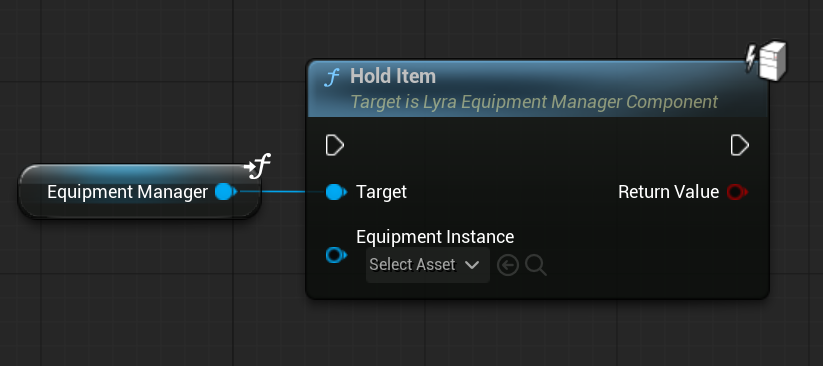 Hold Item
Target is Lyra Equipment Manager Component
Equipment Manager
Target
Return Value
Equipment Instance
Select Asset